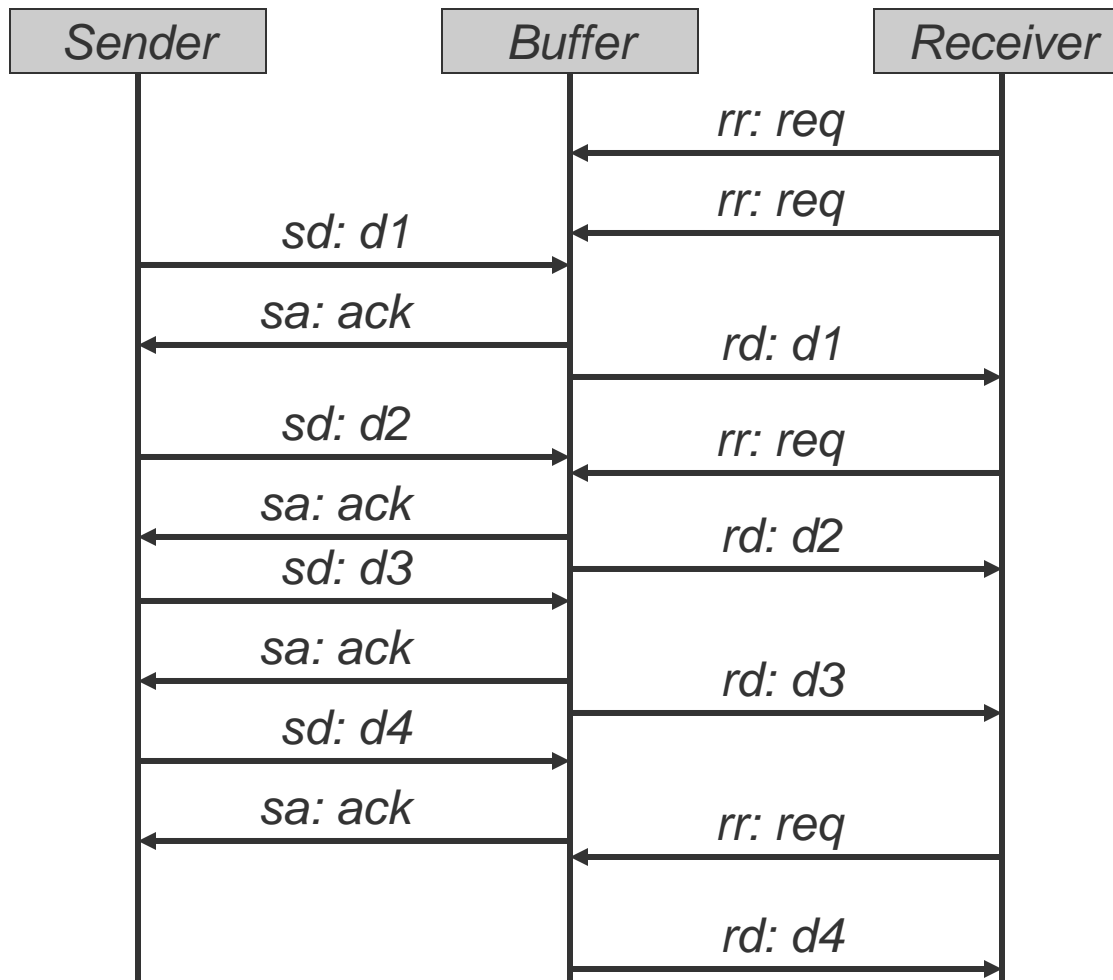 Sender
Buffer
Receiver
rr: req
rr: req
sd: d1
sa: ack
rd: d1
sd: d2
rr: req
sa: ack
rd: d2
sd: d3
sa: ack
rd: d3
sd: d4
sa: ack
rr: req
rd: d4